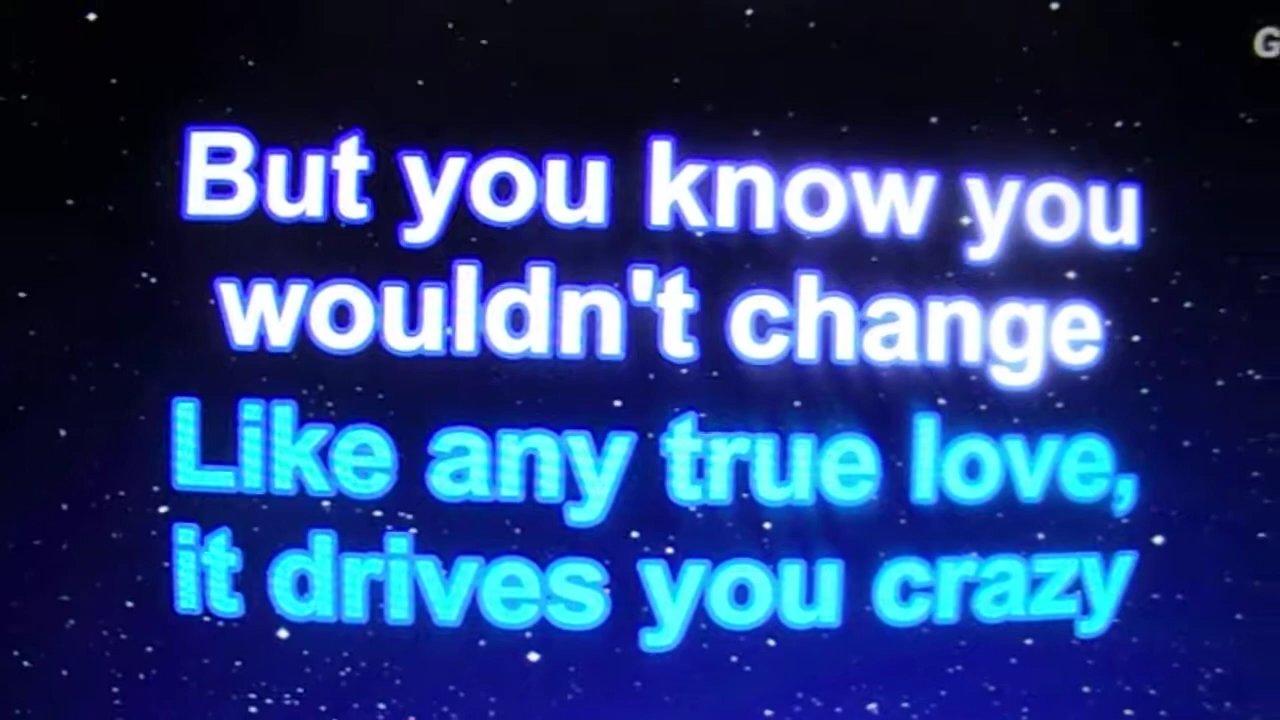 But you know you
wouldn't change
Like any true love,
it drives you crazy